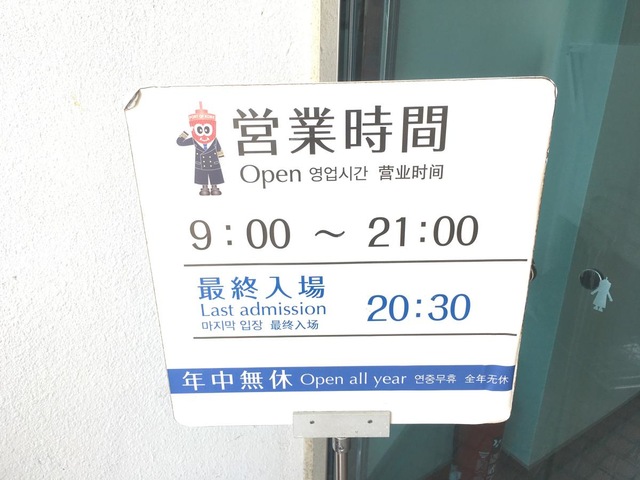 営業時間
Open 영업시간 营业时间
9:00 ～ 21:00
最終入場
Last admission
마지막 입장 最终入场
20:30
年中無休 Open all year 연중무휴 全年无休